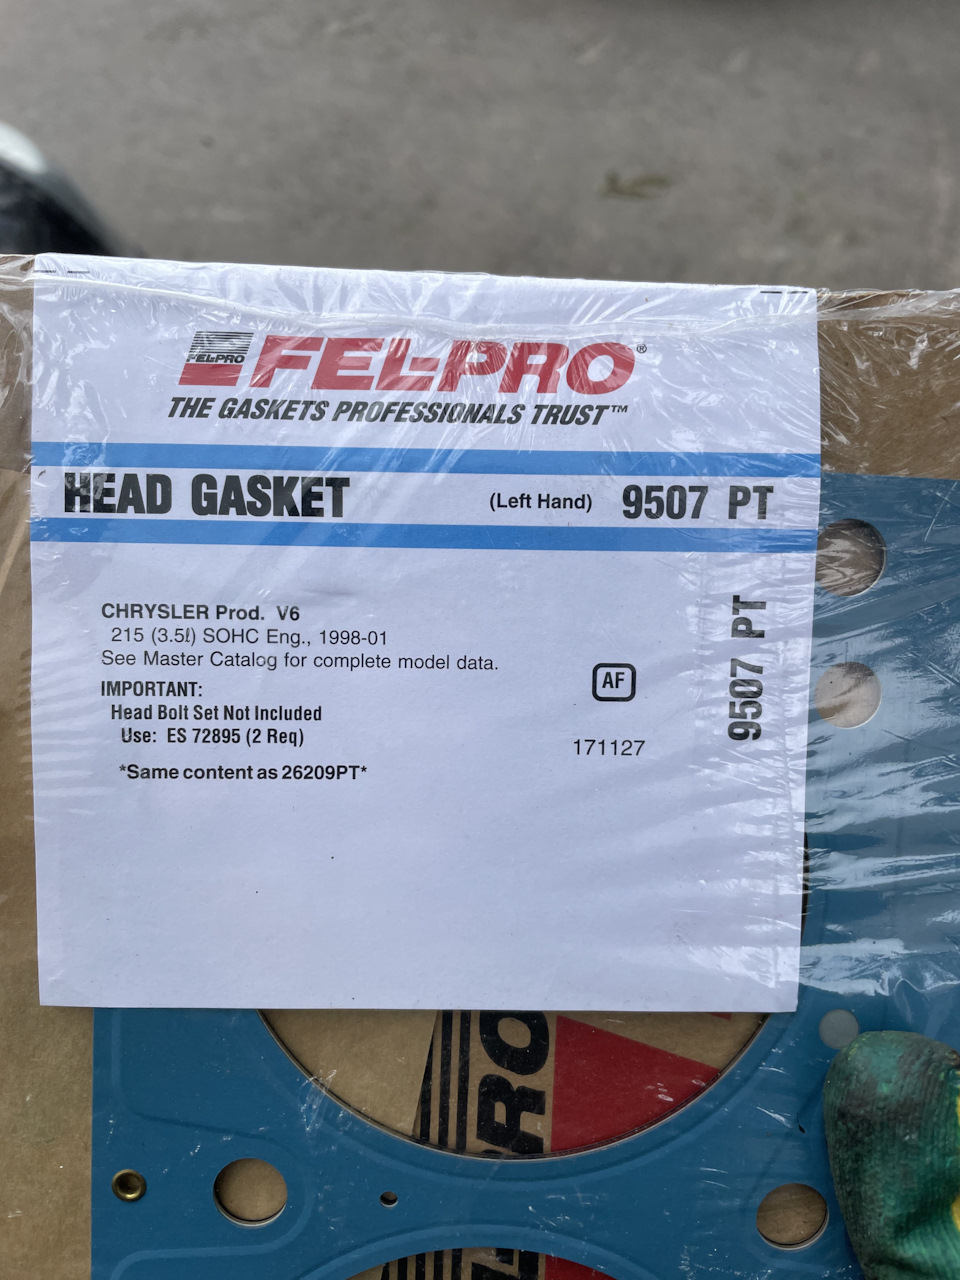 FEL-PRO
FEL-PRO®
THE GASKETS PROFESSIONALS TRUST™
HEAD GASKET (Left Hand) 9507 PT
CHRYSLER Prod. V6
215 (3.5ℓ) SOHC Eng., 1998-01
See Master Catalog for complete model data.
IMPORTANT:
Head Bolt Set Not Included
Use: ES 72895 (2 Req)
*Same content as 26209PT*
AF
171127
9507 PT
PRO